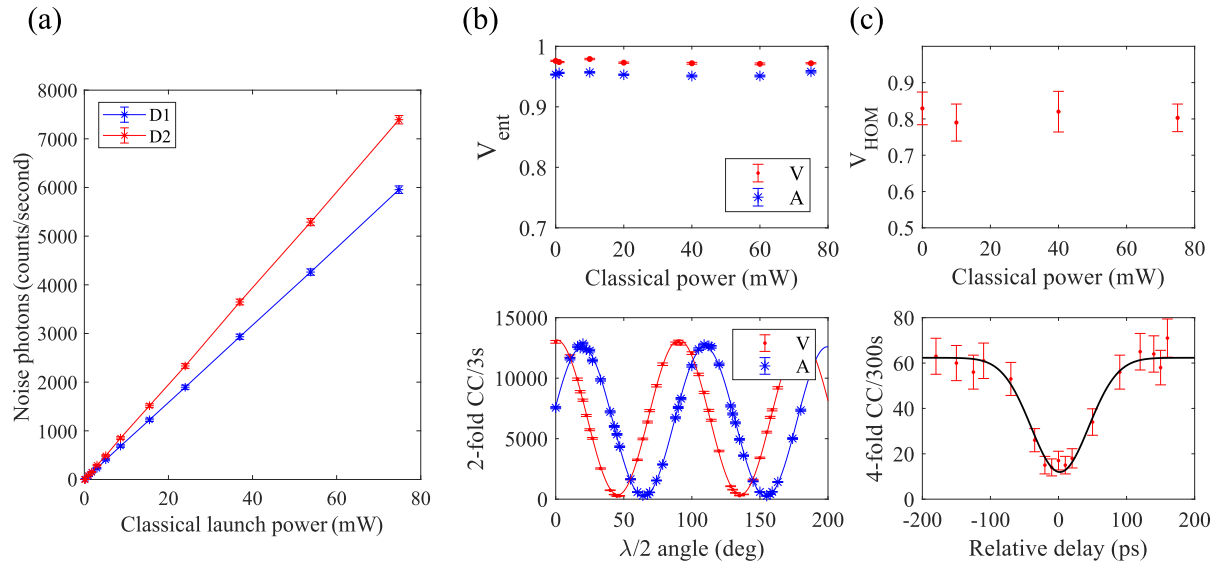 (a)
8000
7000
6000
5000
4000
3000
2000
1000
0
0
20
40
60
80
Noise photons (counts/second)
Classical launch power (mW)
D1
D2
(b)
1
0.9
0.8
0.7
0
20
40
60
80
V_ent
Classical power (mW)
V
A
15000
10000
5000
0
0
50
100
150
200
2-fold CC/3s
λ/2 angle (deg)
V
A
(c)
0.9
0.8
0.7
0.6
0.5
0
20
40
60
80
V_HOM
Classical power (mW)
80
60
40
20
0
-200
-100
0
100
200
4-fold CC/300s
Relative delay (ps)